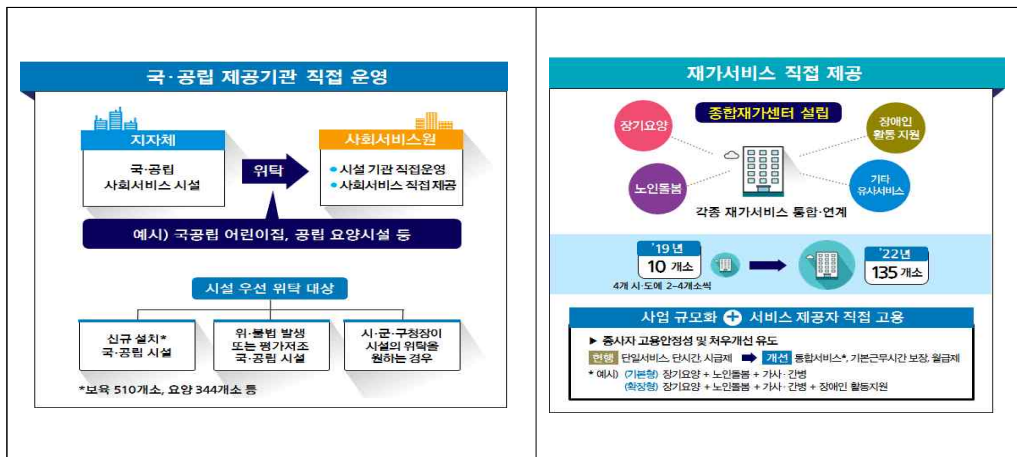 국·공립 제공기관 직접 운영
지자체
국·공립
사회서비스 시설
위탁
사회서비스원
• 시설 기관 직접운영
• 사회서비스 직접 제공
예시) 국공립 어린이집, 공립 요양시설 등
시설 우선 위탁 대상
신규 설치*
국·공립 시설
위·불법 발생
또는 평가저조
국·공립 시설
시·군·구청장이
시설의 위탁을
원하는 경우
*보육 510개소, 요양 344개소 등
재가서비스 직접 제공
종합재가센터 설립
장기요양
장애인
활동 지원
노인돌봄
기타
유사서비스
각종 재가서비스 통합·연계
'19년
10 개소
4개 시·도에 2~4개소씩
'22년
135 개소
사업 규모화 + 서비스 제공자 직접 고용
▶ 종사자 고용안정성 및 처우개선 유도
현행 단일서비스, 단시간, 시급제 ➡ 개선 통합서비스*, 기본근무시간 보장, 월급제
* 예시) (기본형) 장기요양 + 노인돌봄 + 가사·간병
(확장형) 장기요양 + 노인돌봄 + 가사·간병 + 장애인 활동지원